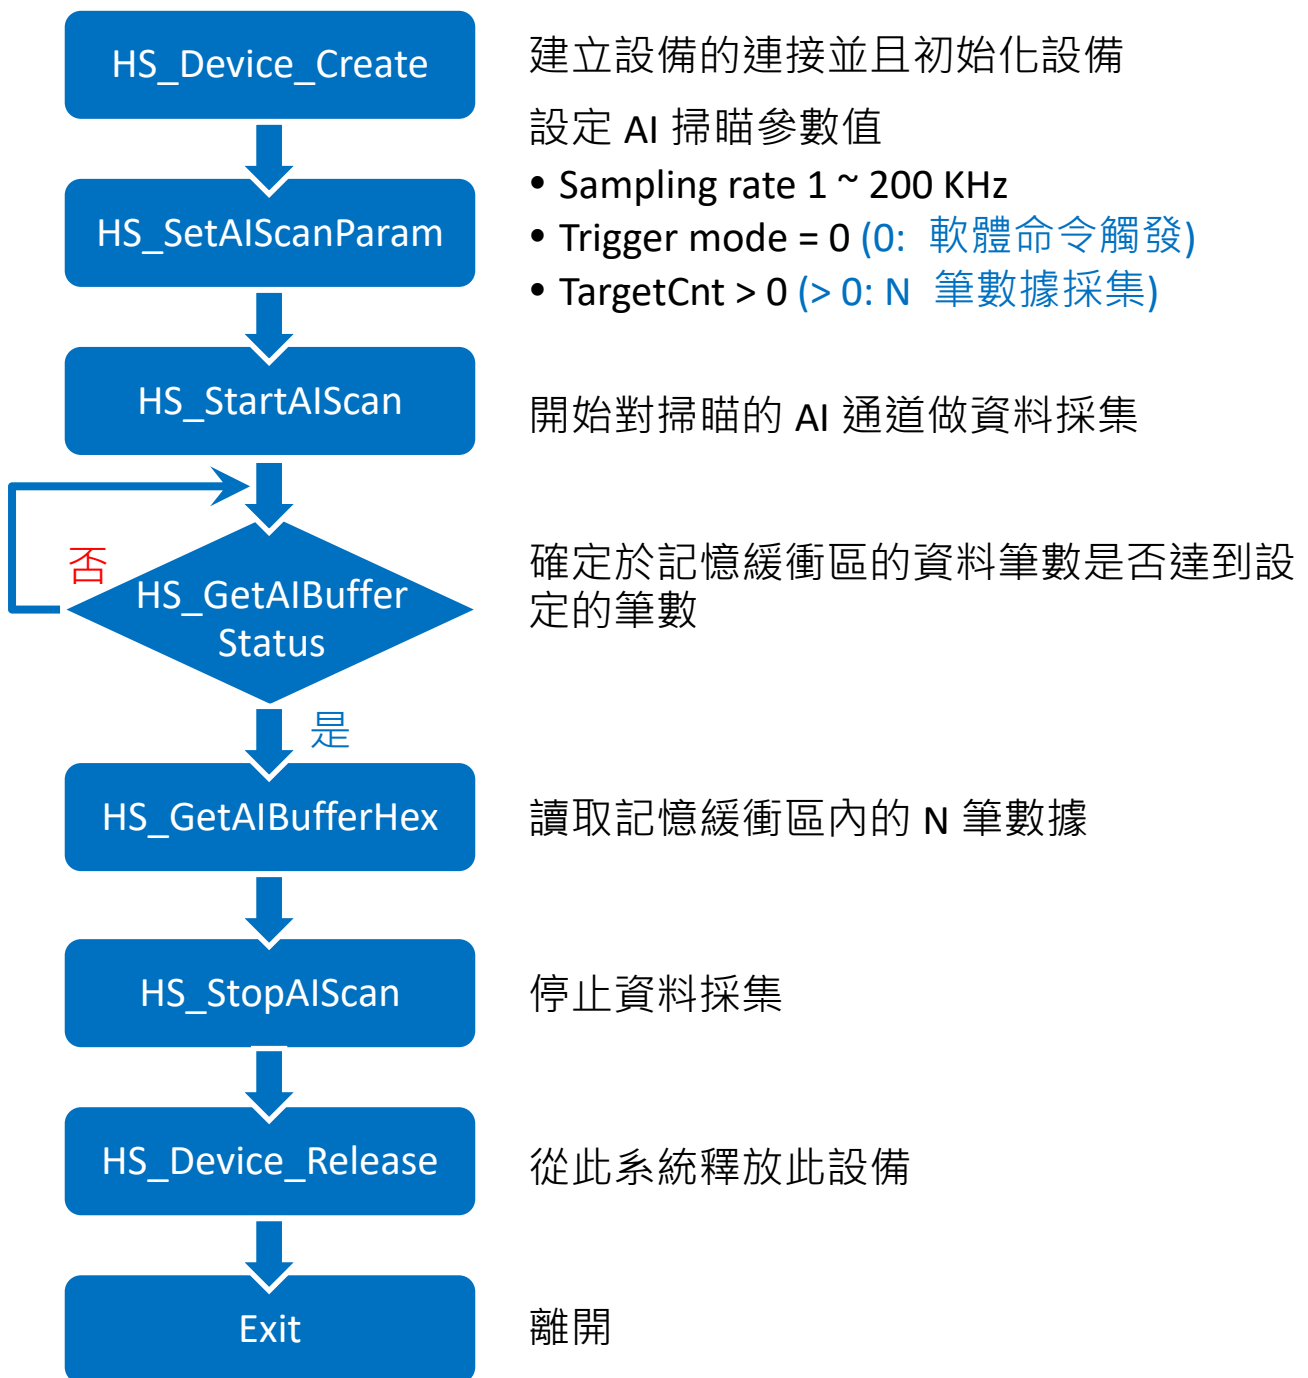 HS_Device_Create
建立設備的連接並且初始化設備
設定 AI 掃瞄參數值
• Sampling rate 1 ~ 200 KHz
HS_SetAIScanParam
• Trigger mode = 0 (0: 軟體命令觸發)
• TargetCnt > 0 (> 0: N 筆數據採集)
HS_StartAIScan
開始對掃瞄的 AI 通道做資料採集
否
HS_GetAIBuffer
Status
確定於記憶緩衝區的資料筆數是否達到設
定的筆數
是
HS_GetAIBufferHex
讀取記憶緩衝區內的 N 筆數據
HS_StopAIScan
停止資料採集
HS_Device_Release
從此系統釋放此設備
Exit
離開